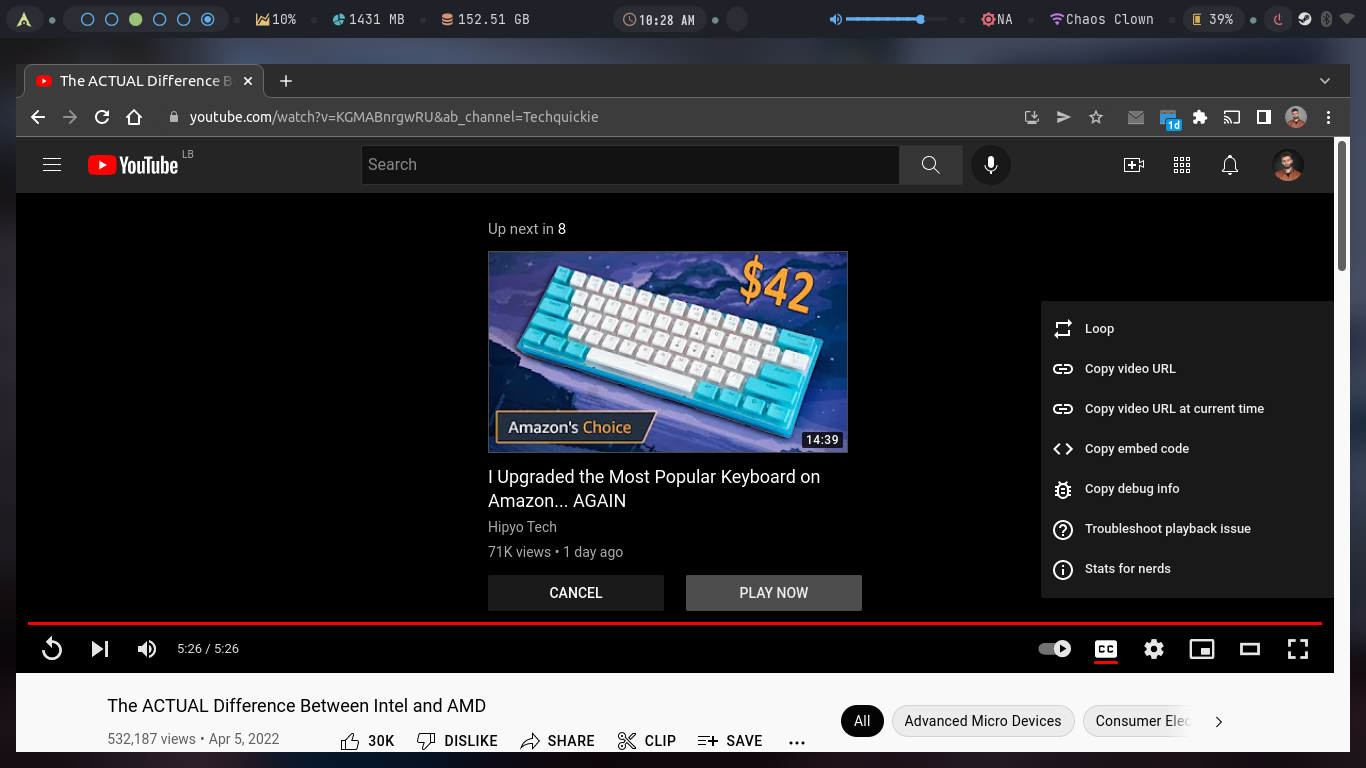 10% 1431 MB 152.51 GB 10:28 AM NA Chaos Clown 39%
The ACTUAL Difference B
youtube.com/watch?v=KGMABnrgwRU&ab_channel=Techquickie
1d
YouTube LB
Search
Up next in 8
$42
Amazon's Choice
14:39
I Upgraded the Most Popular Keyboard on
Amazon... AGAIN
Hipyo Tech
71K views • 1 day ago
CANCEL PLAY NOW
Loop
Copy video URL
Copy video URL at current time
Copy embed code
Copy debug info
Troubleshoot playback issue
Stats for nerds
5:26 / 5:26
CC
The ACTUAL Difference Between Intel and AMD
532,187 views • Apr 5, 2022
30K DISLIKE SHARE CLIP SAVE
All Advanced Micro Devices Consumer Elec